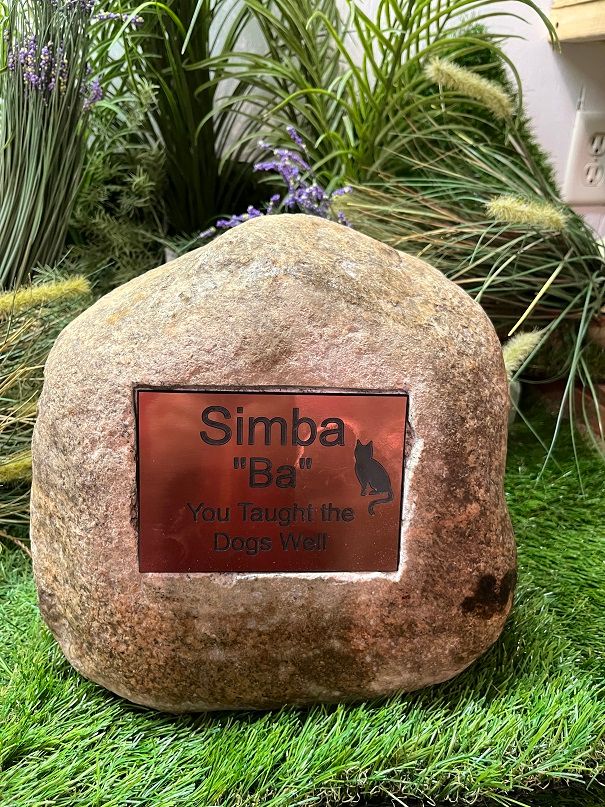 Simba
"Ba"
You Taught the
Dogs Well